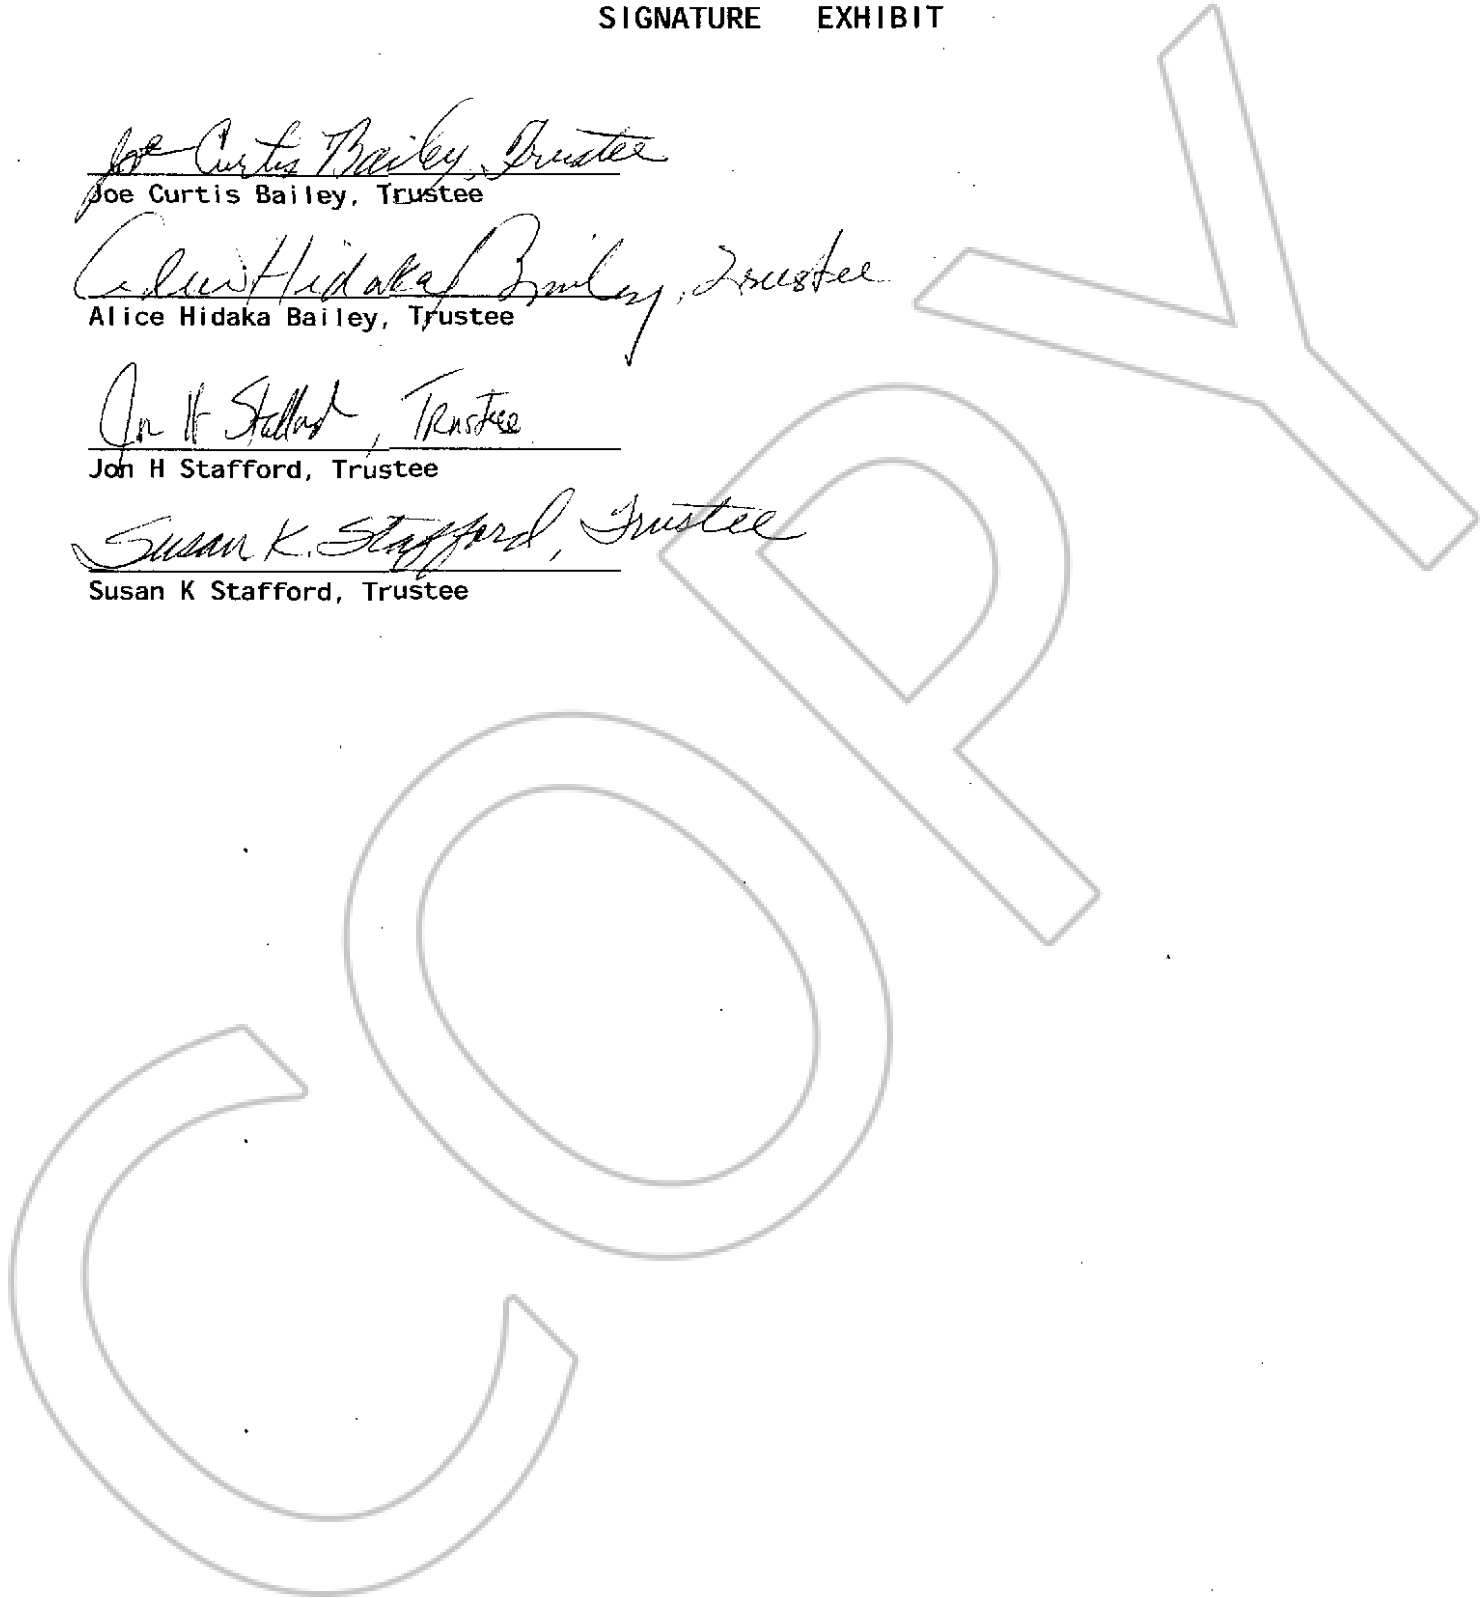 SIGNATURE EXHIBIT
Joe Curtis Bailey, Trustee
Joe Curtis Bailey, Trustee
Alice Hidaka Bailey, Trustee
Alice Hidaka Bailey, Trustee
Jon H Stafford, Trustee
Jon H Stafford, Trustee
Susan K. Stafford, Trustee
Susan K Stafford, Trustee
COPY